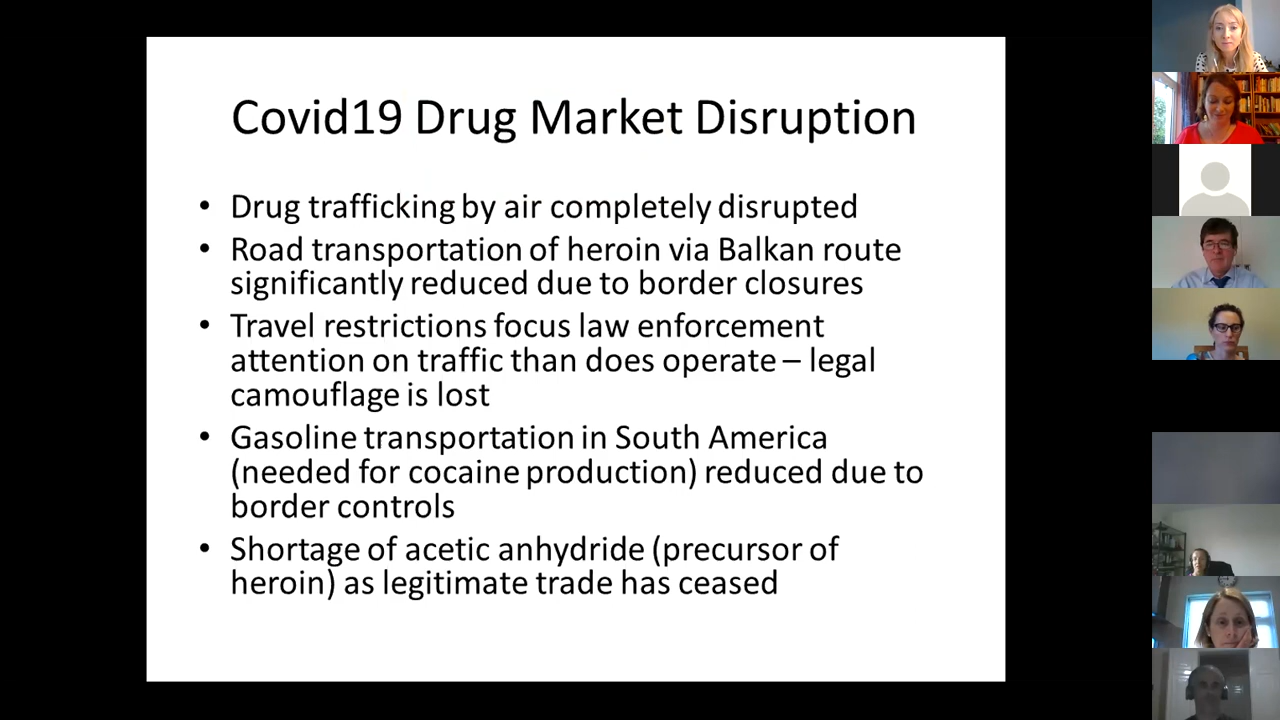 Covid19 Drug Market Disruption
• Drug trafficking by air completely disrupted
• Road transportation of heroin via Balkan route
significantly reduced due to border closures
• Travel restrictions focus law enforcement
attention on traffic than does operate – legal
camouflage is lost
• Gasoline transportation in South America
(needed for cocaine production) reduced due to
border controls
• Shortage of acetic anhydride (precursor of
heroin) as legitimate trade has ceased